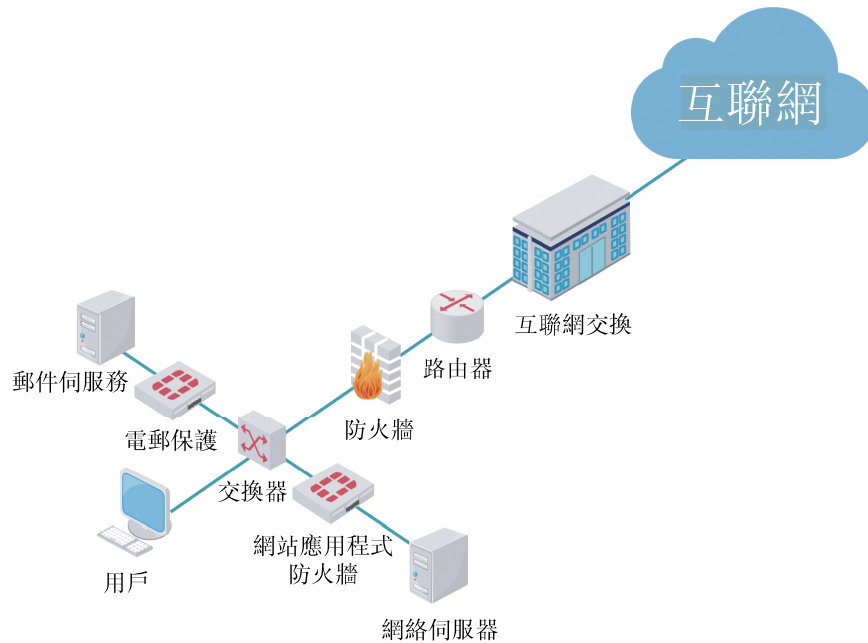 互聯網
互聯網交換
路由器
郵件伺服務
防火牆
電郵保護
交換器
網站應用程式
防火牆
用戶
網絡伺服器